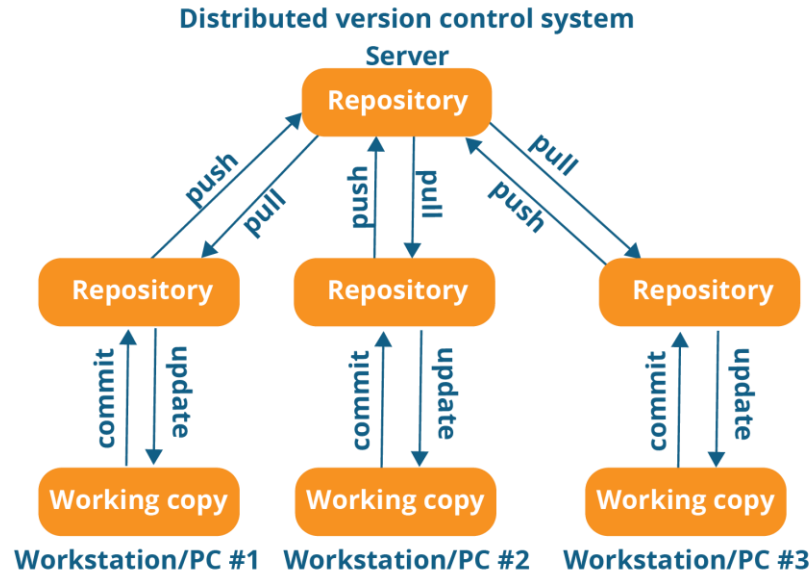 Distributed version control system
Server
Repository
push
pull
push
pull
pull
push
Repository
Repository
Repository
commit
update
commit
update
commit
update
Working copy
Working copy
Working copy
Workstation/PC #1
Workstation/PC #2
Workstation/PC #3